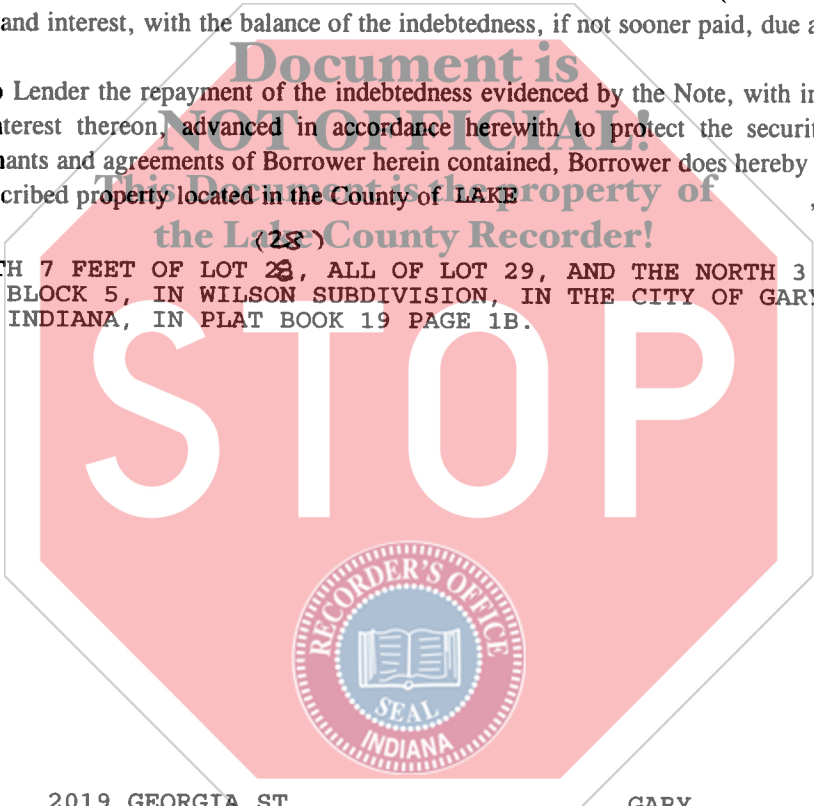 and interest, with the balance of the indebtedness, if not sooner paid, due a
Document is
Lender the repayment of the indebtedness evidenced by the Note, with in
NOT OFFICIAL!
terest thereon, advanced in accordance herewith to protect the securit
nants and agreements of Borrower herein contained, Borrower does hereby
This Document is the property of
cribed property located in the County of LAKE ,
the Lake County Recorder!
(28)
TH 7 FEET OF LOT 28, ALL OF LOT 29, AND THE NORTH 3
BLOCK 5, IN WILSON SUBDIVISION, IN THE CITY OF GARY
INDIANA, IN PLAT BOOK 19 PAGE 1B.
STOP
RECORDER'S OFFICE
SEAL
INDIANA
2019 GEORGIA ST GARY